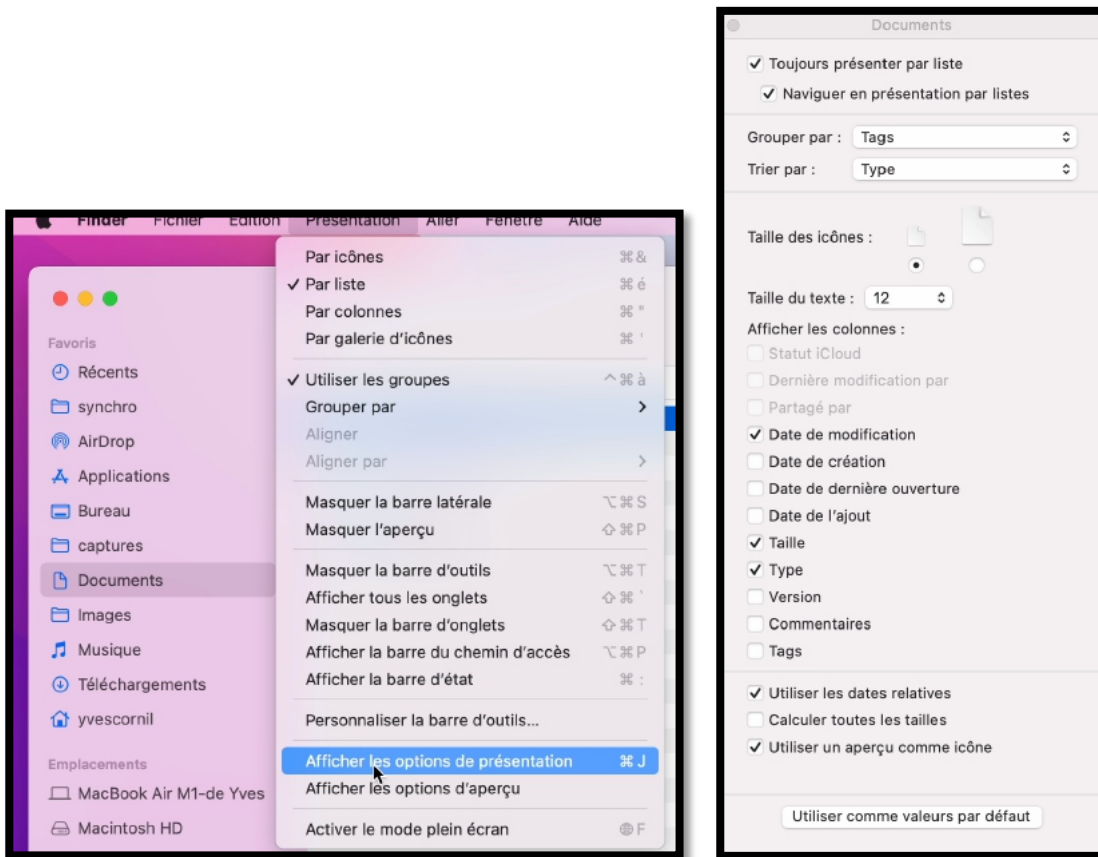 Finder Fichier Édition Présentation Aller Fenêtre Aide
Par icônes ⌘ &
✓ Par liste ⌘ é
Par colonnes ⌘ "
Par galerie d'icônes ⌘ '
✓ Utiliser les groupes ^ ⌘ à
Grouper par >
Aligner
Aligner par >
Masquer la barre latérale ⌥ ⌘ S
Masquer l'aperçu ⇧ ⌘ P
Masquer la barre d'outils ⌥ ⌘ T
Afficher tous les onglets ⇧ ⌘ `
Masquer la barre d'onglets ⇧ ⌘ T
Afficher la barre du chemin d'accès ⌥ ⌘ P
Afficher la barre d'état ⌘ :
Personnaliser la barre d'outils...
Afficher les options de présentation ⌘ J
Afficher les options d'aperçu
Activer le mode plein écran 🌐 F
Favoris
Récents
synchro
AirDrop
Applications
Bureau
captures
Documents
Images
Musique
Téléchargements
yvescornil
Emplacements
MacBook Air M1-de Yves
Macintosh HD
Documents
✓ Toujours présenter par liste
✓ Naviguer en présentation par listes
Grouper par : Tags
Trier par : Type
Taille des icônes :
Taille du texte : 12
Afficher les colonnes :
Statut iCloud
Dernière modification par
Partagé par
✓ Date de modification
Date de création
Date de dernière ouverture
Date de l'ajout
✓ Taille
✓ Type
Version
Commentaires
Tags
✓ Utiliser les dates relatives
Calculer toutes les tailles
✓ Utiliser un aperçu comme icône
Utiliser comme valeurs par défaut